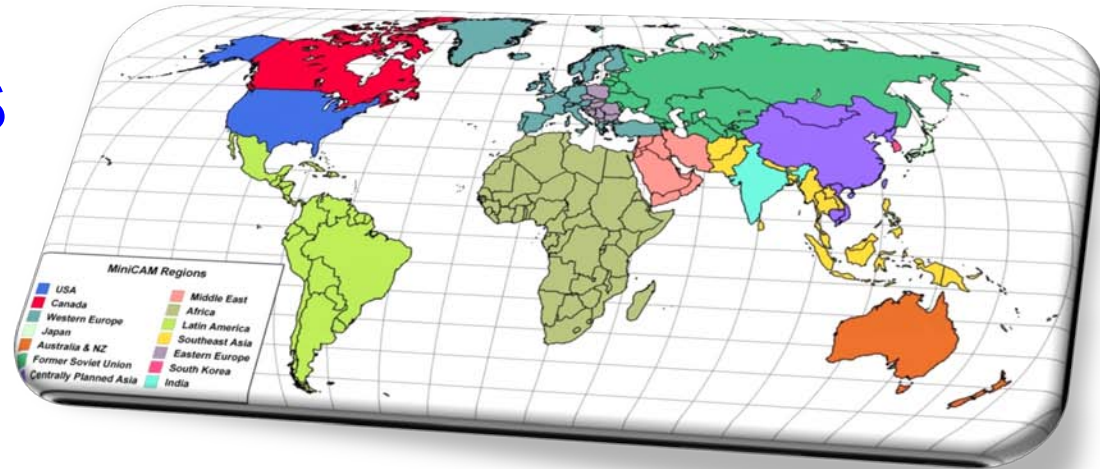 S
MiniCAM Regions
USA
Canada
Western Europe
Japan
Australia & NZ
Former Soviet Union
Centrally Planned Asia
Middle East
Africa
Latin America
Southeast Asia
Eastern Europe
South Korea
India